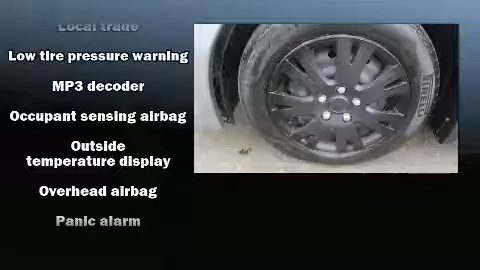 Local trade
Low tire pressure warning
MP3 decoder
Occupant sensing airbag
Outside
temperature display
Overhead airbag
Panic alarm